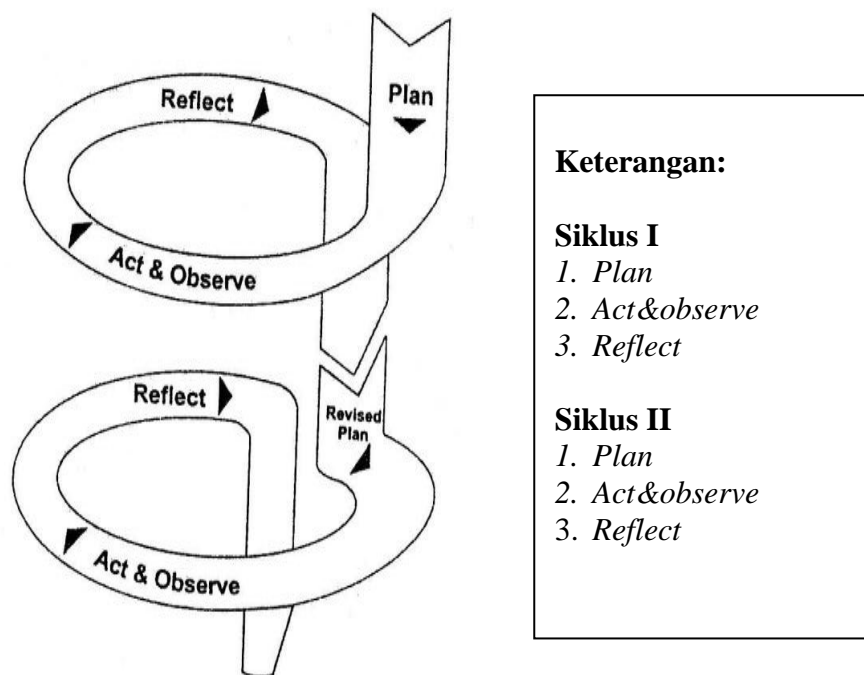 Plan
Reflect
Act & Observe
Revised
Plan
Reflect
Act & Observe
Keterangan:
Siklus I
1. Plan
2. Act&observe
3. Reflect
Siklus II
1. Plan
2. Act&observe
3. Reflect